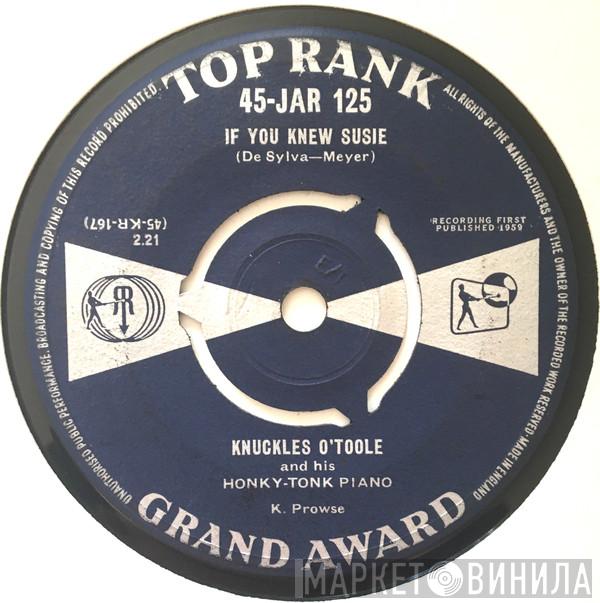 TOP RANK
45-JAR 125
IF YOU KNEW SUSIE
(De Sylva—Meyer)
(45-KR-167)
2.21
RECORDING FIRST
PUBLISHED 1959
KNUCKLES O'TOOLE
and his
HONKY-TONK PIANO
K. Prowse
GRAND AWARD
UNAUTHORISED PUBLIC PERFORMANCE, BROADCASTING AND COPYING OF THIS RECORD PROHIBITED.
ALL RIGHTS OF THE MANUFACTURERS AND THE OWNER OF THE RECORDED WORK RESERVED·MADE IN ENGLAND
МАРКЕТ ВИНИЛА